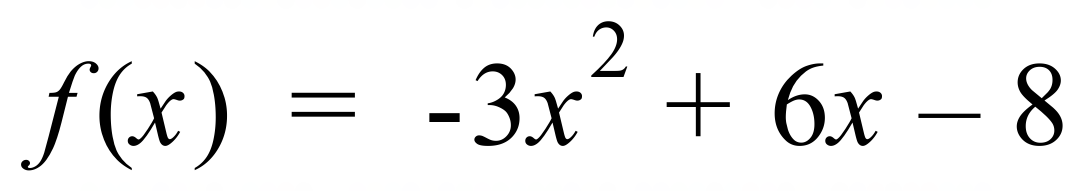 f(x) = -3x² + 6x – 8